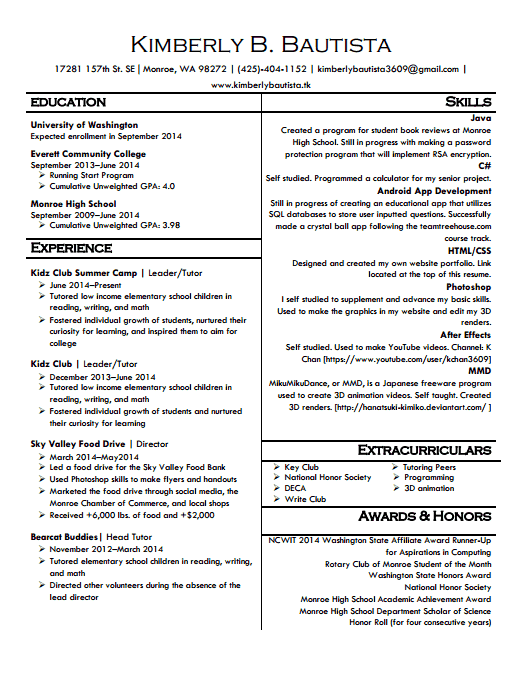 KIMBERLY B. BAUTISTA
17281 157th St. SE | Monroe, WA 98272 | (425)-404-1152 | kimberlybautista3609@gmail.com |
www.kimberlybautista.tk
EDUCATION
University of Washington
Expected enrollment in September 2014
Everett Community College
September 2013–June 2014
➢ Running Start Program
➢ Cumulative Unweighted GPA: 4.0
Monroe High School
September 2009–June 2014
➢ Cumulative Unweighted GPA: 3.98
EXPERIENCE
Kidz Club Summer Camp | Leader/Tutor
➢ June 2014–Present
➢ Tutored low income elementary school children in
reading, writing, and math
➢ Fostered individual growth of students, nurtured their
curiosity for learning, and inspired them to aim for
college
Kidz Club | Leader/Tutor
➢ December 2013–June 2014
➢ Tutored low income elementary school children in
reading, writing, and math
➢ Fostered individual growth of students and nurtured
their curiosity for learning
Sky Valley Food Drive | Director
➢ March 2014–May2014
➢ Led a food drive for the Sky Valley Food Bank
➢ Used Photoshop skills to make flyers and handouts
➢ Marketed the food drive through social media, the
Monroe Chamber of Commerce, and local shops
➢ Received +6,000 lbs. of food and +$2,000
Bearcat Buddies| Head Tutor
➢ November 2012–March 2014
➢ Tutored elementary school children in reading, writing,
and math
➢ Directed other volunteers during the absence of the
lead director
SKILLS
Java
Created a program for student book reviews at Monroe
High School. Still in progress with making a password
protection program that will implement RSA encryption.
C#
Self studied. Programmed a calculator for my senior project.
Android App Development
Still in progress of creating an educational app that utilizes
SQL databases to store user inputted questions. Successfully
made a crystal ball app following the teamtreehouse.com
course track.
HTML/CSS
Designed and created my own website portfolio. Link
located at the top of this resume.
Photoshop
I self studied to supplement and advance my basic skills.
Used to make the graphics in my website and edit my 3D
renders.
After Effects
Self studied. Used to make YouTube videos. Channel: K
Chan [https://www.youtube.com/user/kchan3609]
MMD
MikuMikuDance, or MMD, is a Japanese freeware program
used to create 3D animation videos. Self taught. Created
3D renders. [http://hanatsuki-kimiko.deviantart.com/ ]
EXTRACURRICULARS
➢ Key Club
➢ National Honor Society
➢ DECA
➢ Write Club
➢ Tutoring Peers
➢ Programming
➢ 3D animation
AWARDS & HONORS
NCWIT 2014 Washington State Affiliate Award Runner-Up
for Aspirations in Computing
Rotary Club of Monroe Student of the Month
Washington State Honors Award
National Honor Society
Monroe High School Academic Achievement Award
Monroe High School Department Scholar of Science
Honor Roll (for four consecutive years)